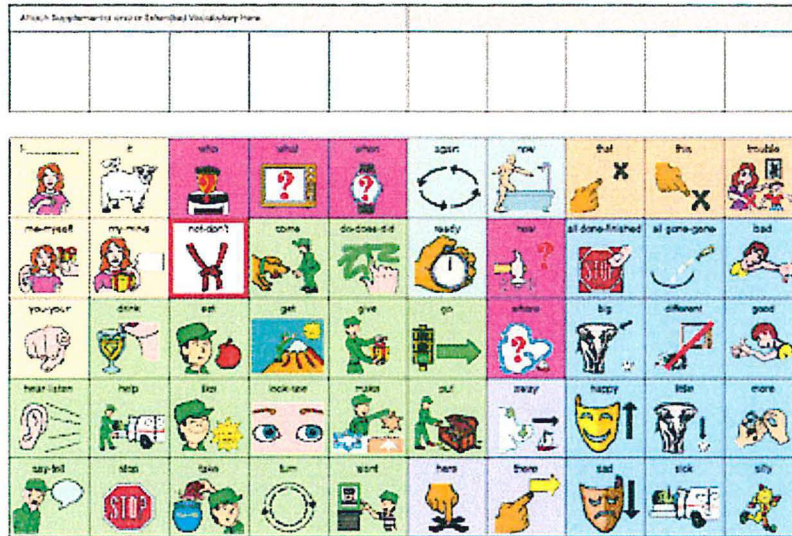 Attach Supplemental and/or Extended Vocabulary Here
I it who what when again now that this trouble
me-myself my-mine not-don't come do-does-did ready how all done-finished all gone-gone bad
you-your drink eat get give go where big different good
hear-listen help like look-see make put away happy little more
say-tell stop take turn want here there sad sick silly
STOP
STOP